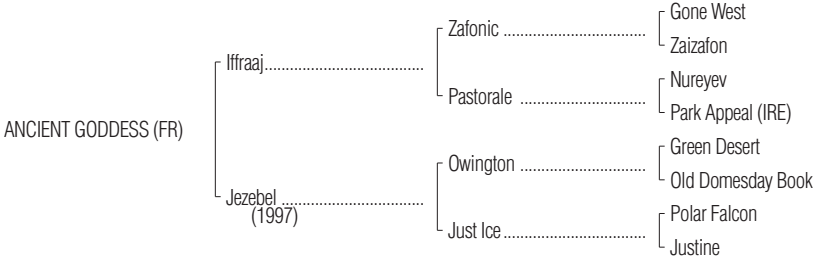 Gone West
Zafonic
Zaizafon
Iffraaj
Nureyev
Pastorale
Park Appeal (IRE)
ANCIENT GODDESS (FR)
Green Desert
Owington
Old Domesday Book
Jezebel
(1997)
Polar Falcon
Just Ice
Justine